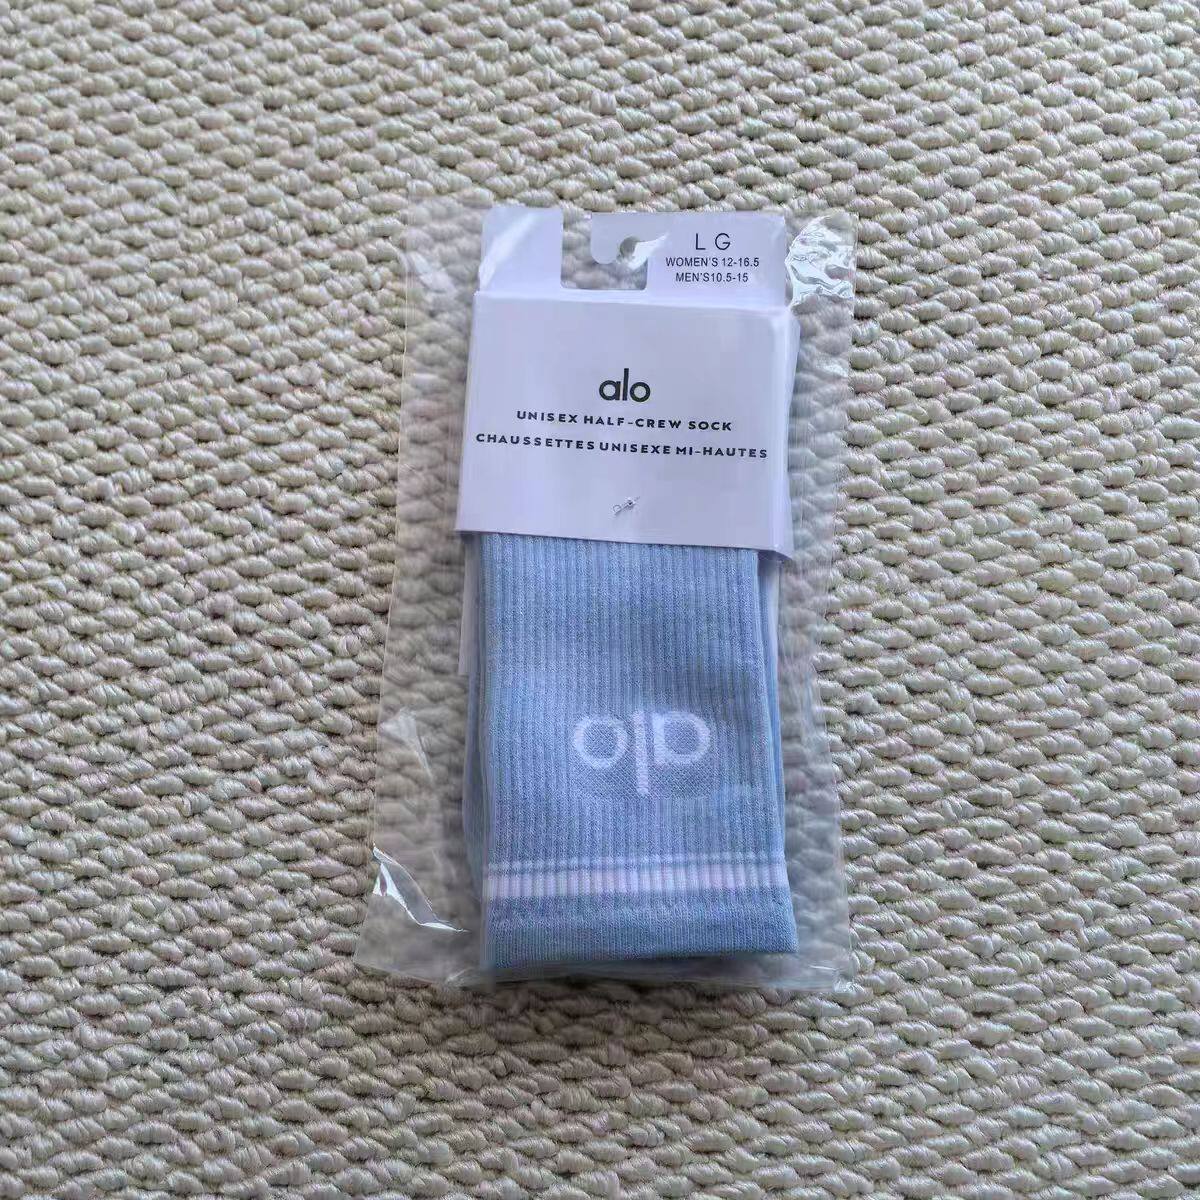 L G
WOMEN'S 12-16.5
MEN'S10.5-15
alo
UNISEX HALF-CREW SOCK
CHAUSSETTES UNISEXE MI-HAUTES
alo